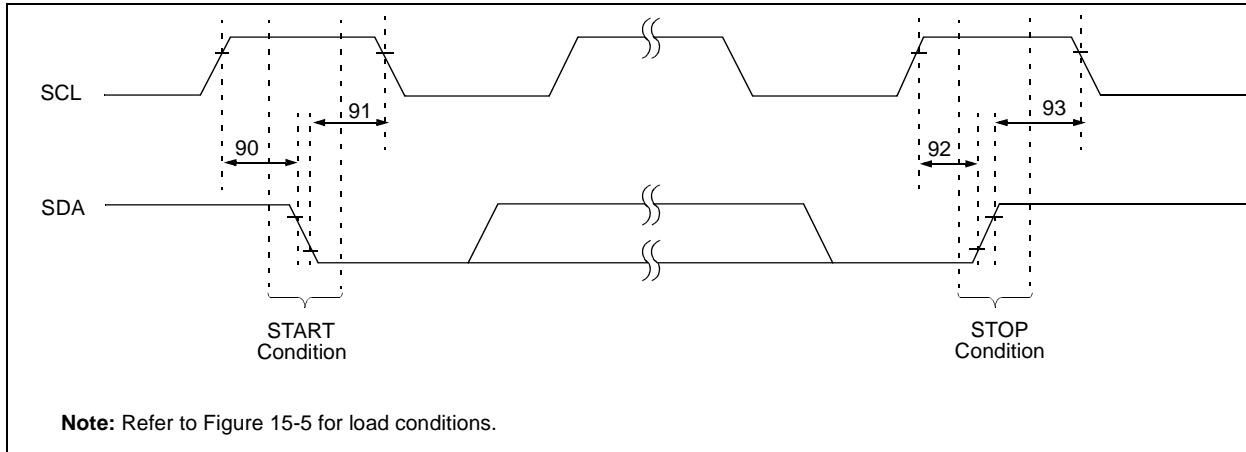 SCL
91
93
90
92
SDA
START
Condition
STOP
Condition
Note: Refer to Figure 15-5 for load conditions.